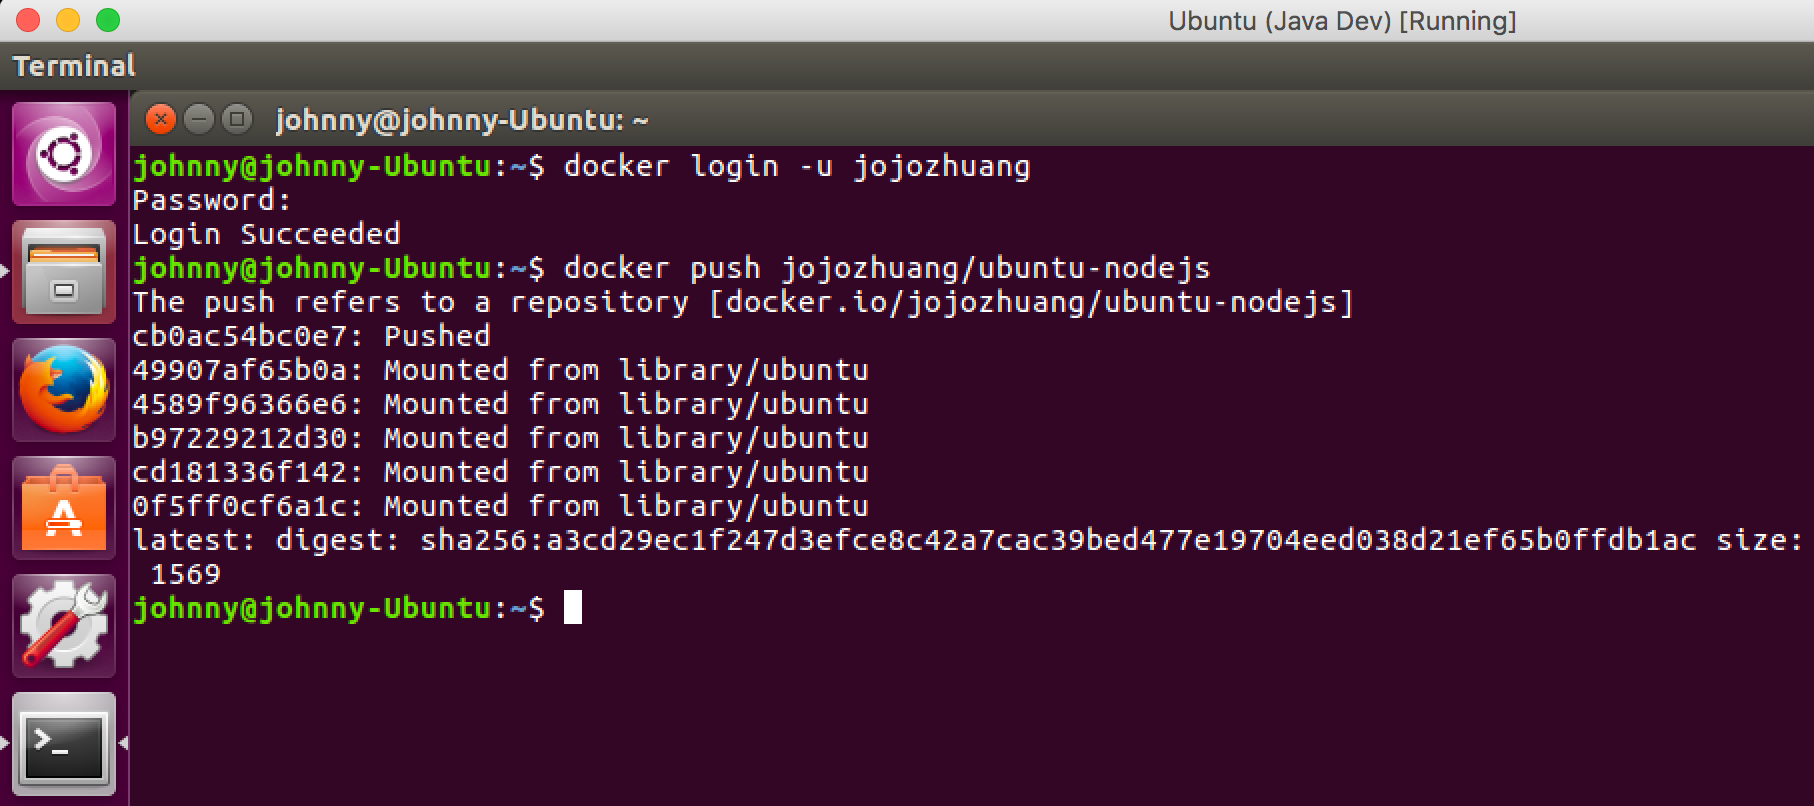 Ubuntu (Java Dev) [Running]
Terminal
johnny@johnny-Ubuntu: ~
johnny@johnny-Ubuntu:~$ docker login -u jojozhuang
Password:
Login Succeeded
johnny@johnny-Ubuntu:~$ docker push jojozhuang/ubuntu-nodejs
The push refers to a repository [docker.io/jojozhuang/ubuntu-nodejs]
cb0ac54bc0e7: Pushed
49907af65b0a: Mounted from library/ubuntu
4589f96366e6: Mounted from library/ubuntu
b97229212d30: Mounted from library/ubuntu
cd181336f142: Mounted from library/ubuntu
0f5ff0cf6a1c: Mounted from library/ubuntu
latest: digest: sha256:a3cd29ec1f247d3efce8c42a7cac39bed477e19704eed038d21ef65b0ffdb1ac size:
 1569
johnny@johnny-Ubuntu:~$